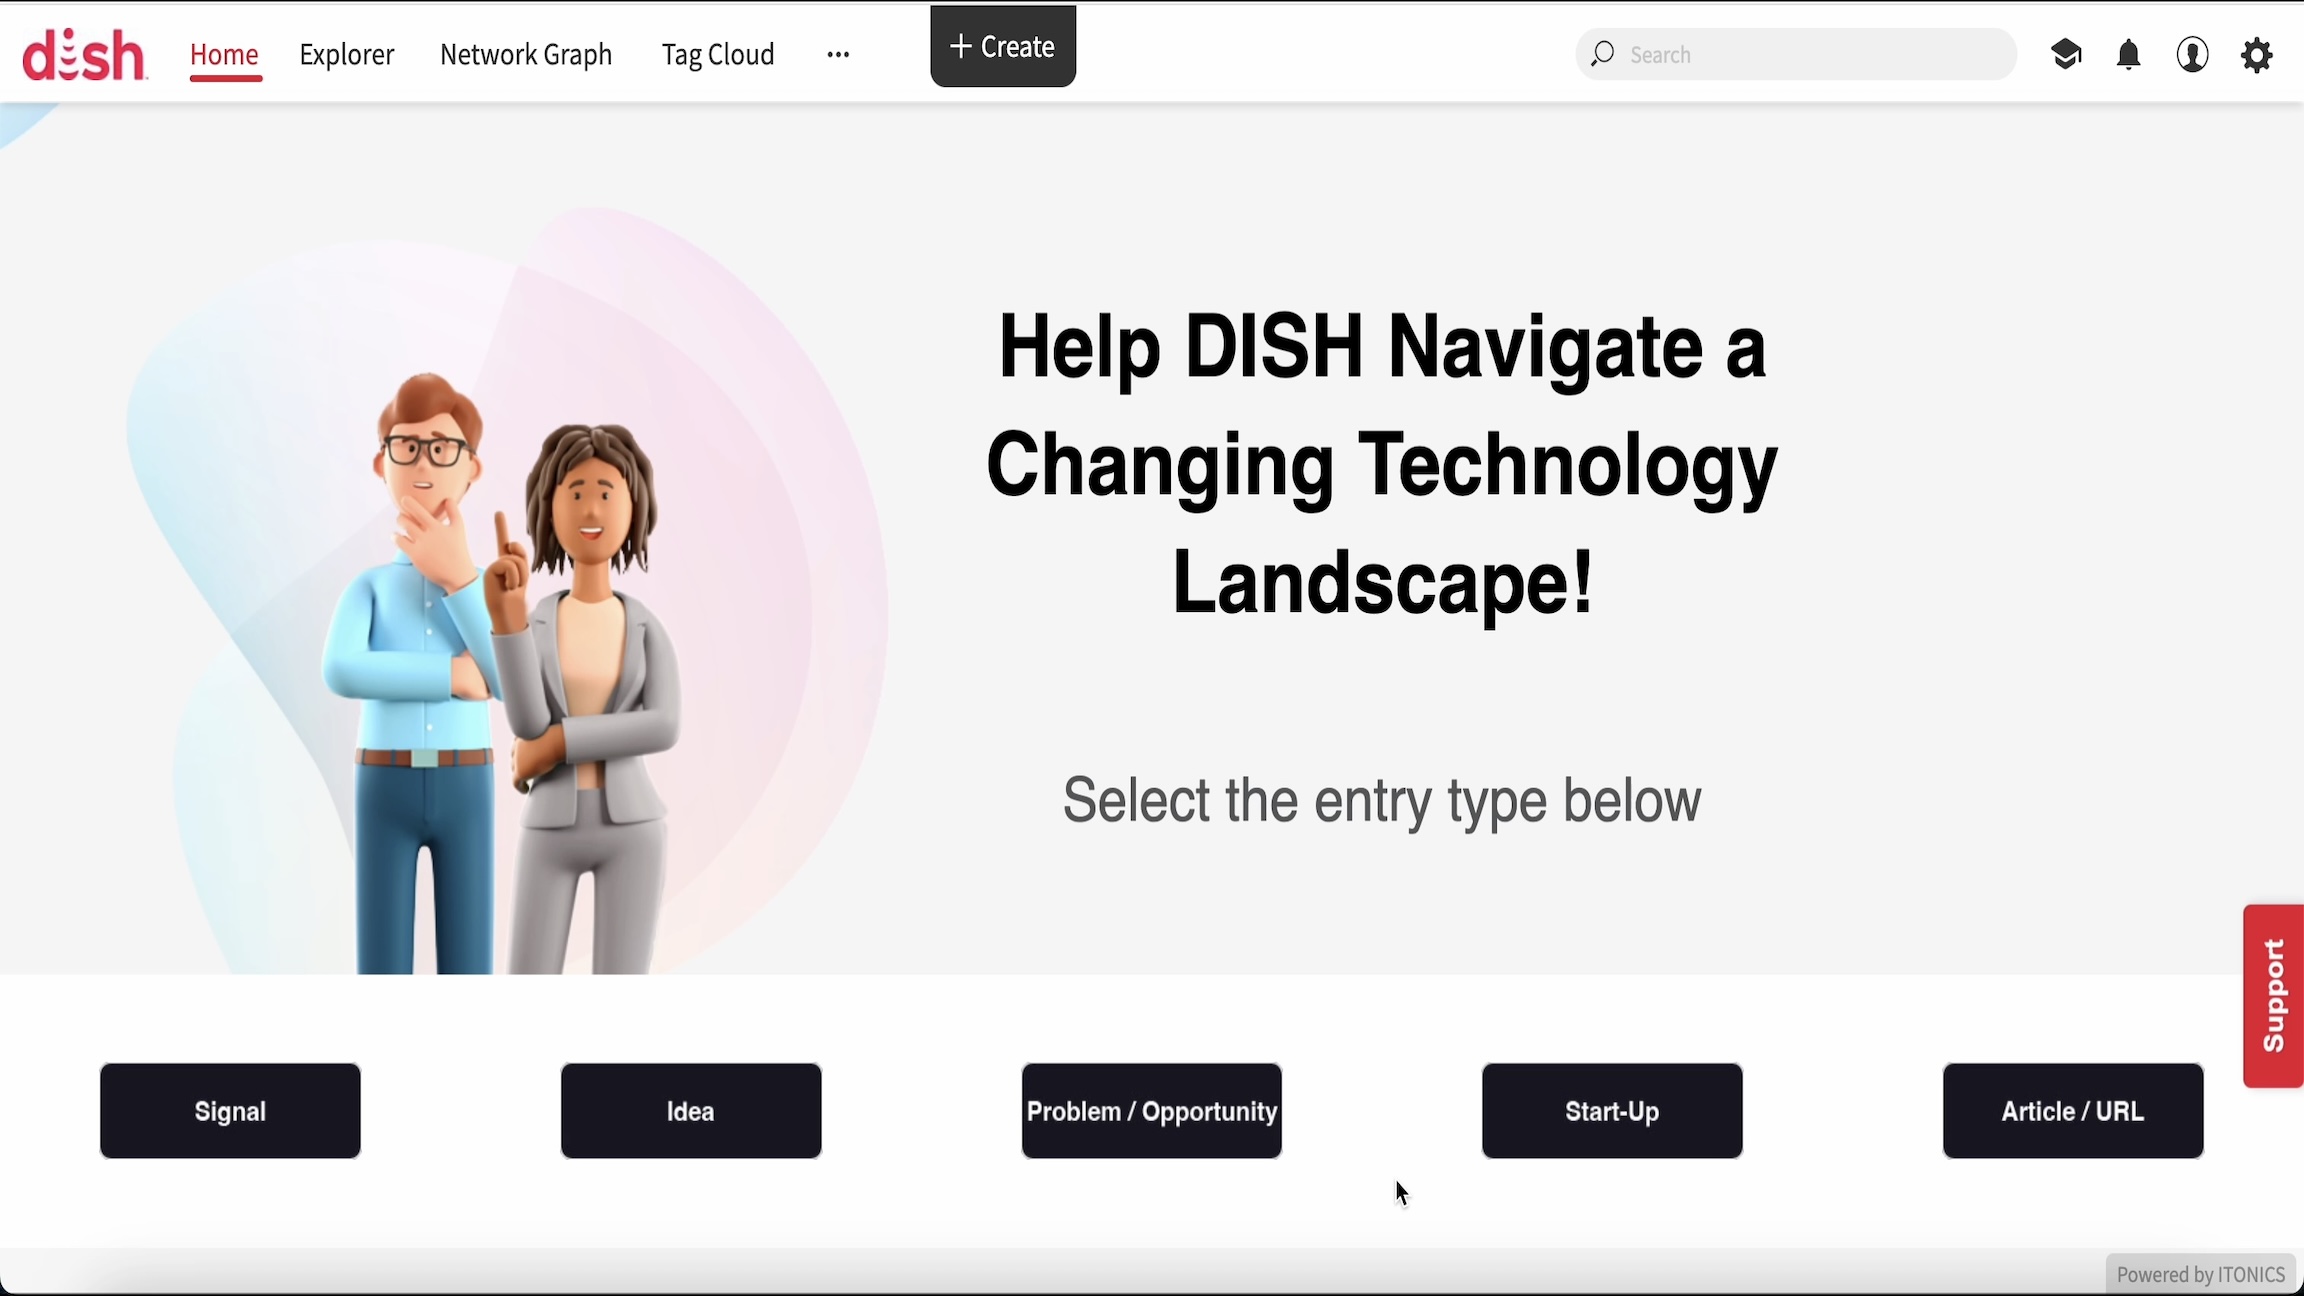 dish
Home
Explorer
Network Graph
Tag Cloud
...
+ Create
Search
Help DISH Navigate a
Changing Technology
Landscape!
Select the entry type below
Support
Signal
Idea
Problem / Opportunity
Start-Up
Article / URL
Powered by ITONICS